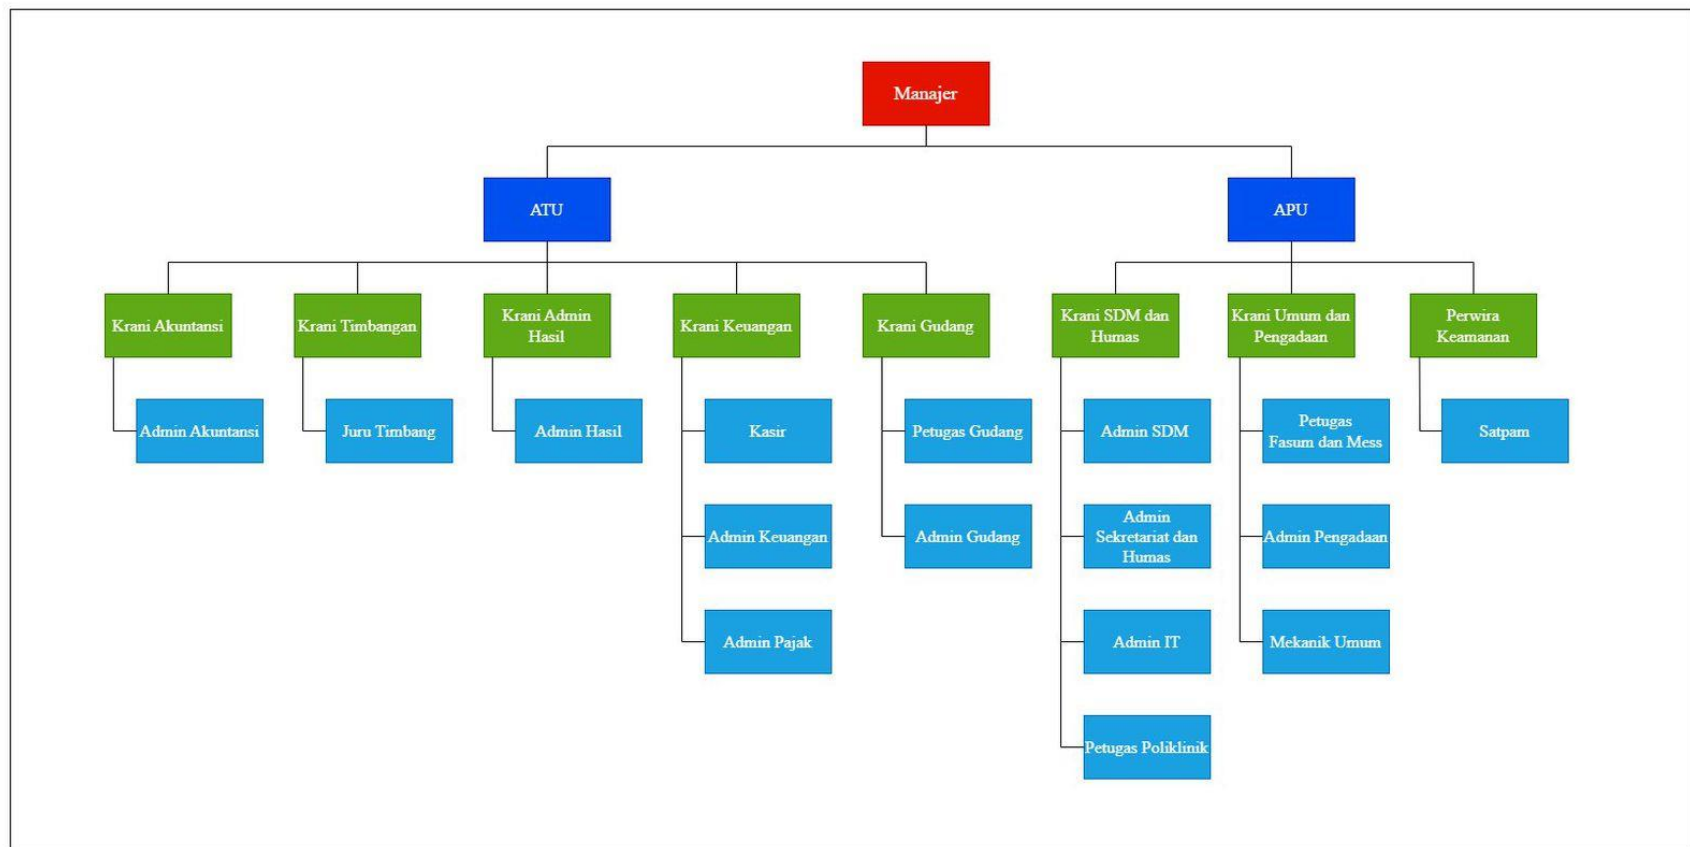 Manajer
ATU
APU
Krani Akuntansi
Krani Timbangan
Krani Admin
Hasil
Krani Keuangan
Krani Gudang
Krani SDM dan
Humas
Krani Umum dan
Pengadaan
Perwira
Keamanan
Admin Akuntansi
Juru Timbang
Admin Hasil
Kasir
Petugas Gudang
Admin SDM
Petugas
Fasum dan Mess
Satpam
Admin Keuangan
Admin Gudang
Admin
Sekretariat dan
Humas
Admin Pengadaan
Admin Pajak
Admin IT
Mekanik Umum
Petugas Poliklinik